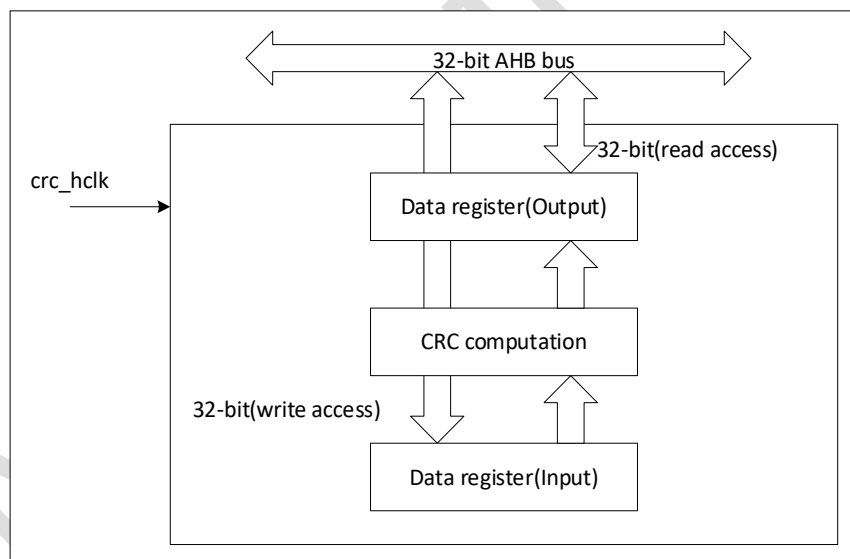 32-bit AHB bus
32-bit(read access)
crc_hclk
Data register(Output)
CRC computation
32-bit(write access)
Data register(Input)